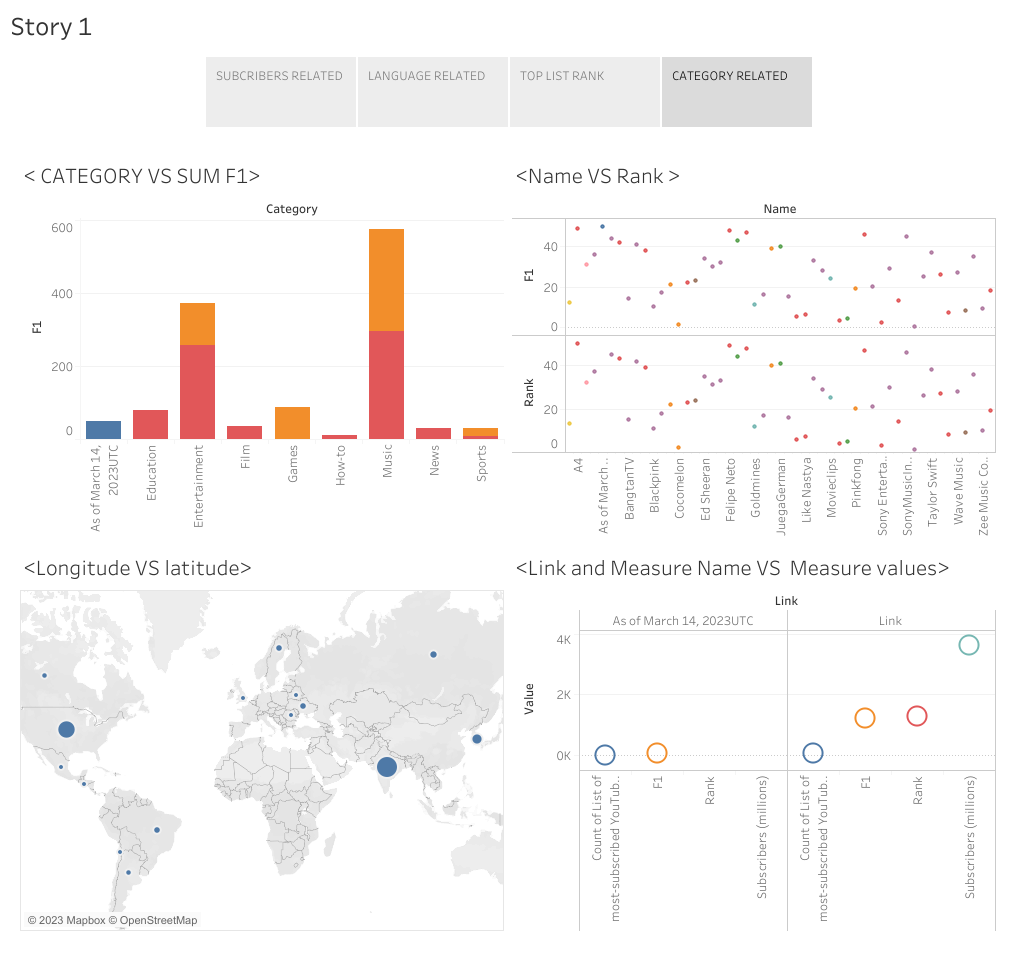 Story 1
SUBCRIBERS RELATED
LANGUAGE RELATED
TOP LIST RANK
CATEGORY RELATED
< CATEGORY VS SUM F1>
Category
F1
600
400
200
0
As of March 14,
2023UTC
Education
Entertainment
Film
Games
How-to
Music
News
Sports
<Name VS Rank >
Name
F1
40
20
0
Rank
40
20
0
A4
As of March..
BangtanTV
Blackpink
Cocomelon
Ed Sheeran
Felipe Neto
Goldmines
JuegaGerman
Like Nastya
Movieclips
Pinkfong
Sony Enterta..
SonyMusicIn..
Taylor Swift
Wave Music
Zee Music Co..
<Longitude VS latitude>
© 2023 Mapbox © OpenStreetMap
<Link and Measure Name VS  Measure values>
Link
As of March 14, 2023UTC
Link
Value
4K
2K
0K
Count of List of
most-subscribed YouTub..
F1
Rank
Subscribers (millions)
Count of List of
most-subscribed YouTub..
F1
Rank
Subscribers (millions)